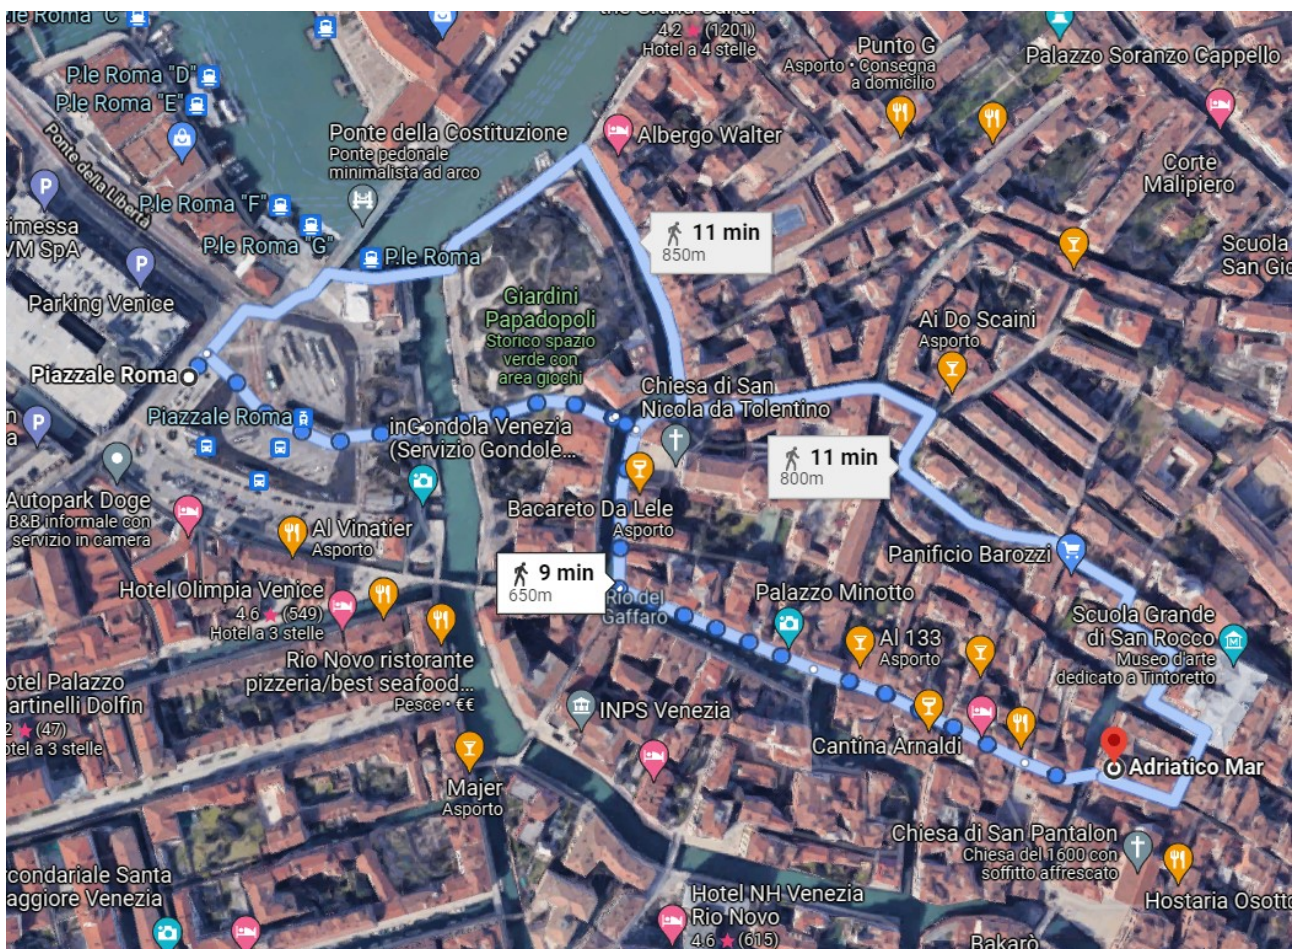 P.le Roma "D"
P.le Roma "E"
Ponte della Libertà
P
Parking Venice
P.le Roma "F"
P.le Roma "G"
Ponte della Costituzione
Ponte pedonale
minimalista ad arco
P.le Roma
4.2 ★ (1201)
Hotel a 4 stelle
Albergo Walter
Punto G
Asporto • Consegna
a domicilio
Palazzo Soranzo Cappello
Corte
Malipiero
Scuola
11 min
850m
Giardini
Papadopoli
Storico spazio
verde con
area giochi
Ai Do Scaini
Asporto
Piazzale Roma
Piazzale Roma
P
P
Chiesa di San
Nicola da Tolentino
inGondola Venezia
(Servizio Gondole...
11 min
800m
Autopark Doge
B&B informale con
servizio in camera
Al Vinatier
Asporto
Bacareto Da Lele
Asporto
Panificio Barozzi
9 min
650m
Rio del
Gaffaro
Hotel Olimpia Venice
4.6 ★ (549)
Hotel a 3 stelle
Palazzo Minotto
Al 133
Asporto
Scuola Grande
di San Rocco
Museo d'arte
dedicato a Tintoretto
Rio Novo ristorante
pizzeria/best seafood...
Pesce • €€
(47)
INPS Venezia
Cantina Arnaldi
Adriatico Mar
Majer
Asporto
Chiesa di San Pantalon
Chiesa del 1600 con
soffitto affrescato
Hotel NH Venezia
Rio Novo
4.6 ★ (615)
Bakarò